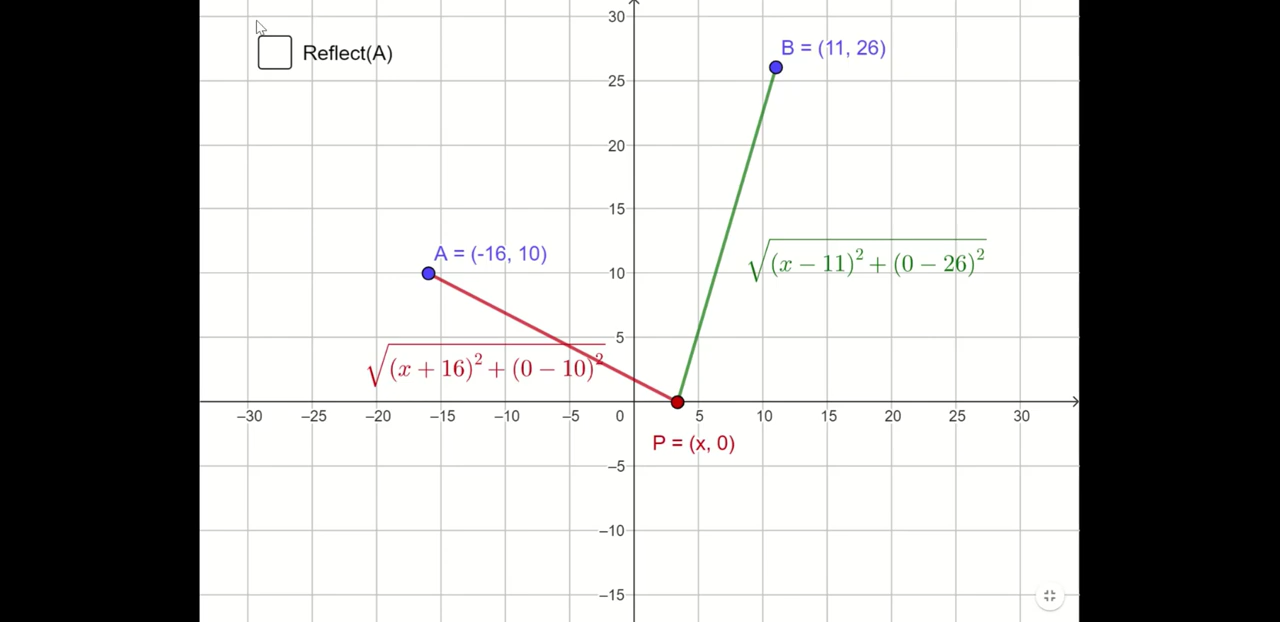 Reflect(A)
B = (11, 26)
A = (-16, 10)
√(x − 11)² + (0 − 26)²
√(x + 16)² + (0 − 10)²
P = (x, 0)
30
25
20
15
10
5
−30 −25 −20 −15 −10 −5 0 5 10 15 20 25 30
−5
−10
−15